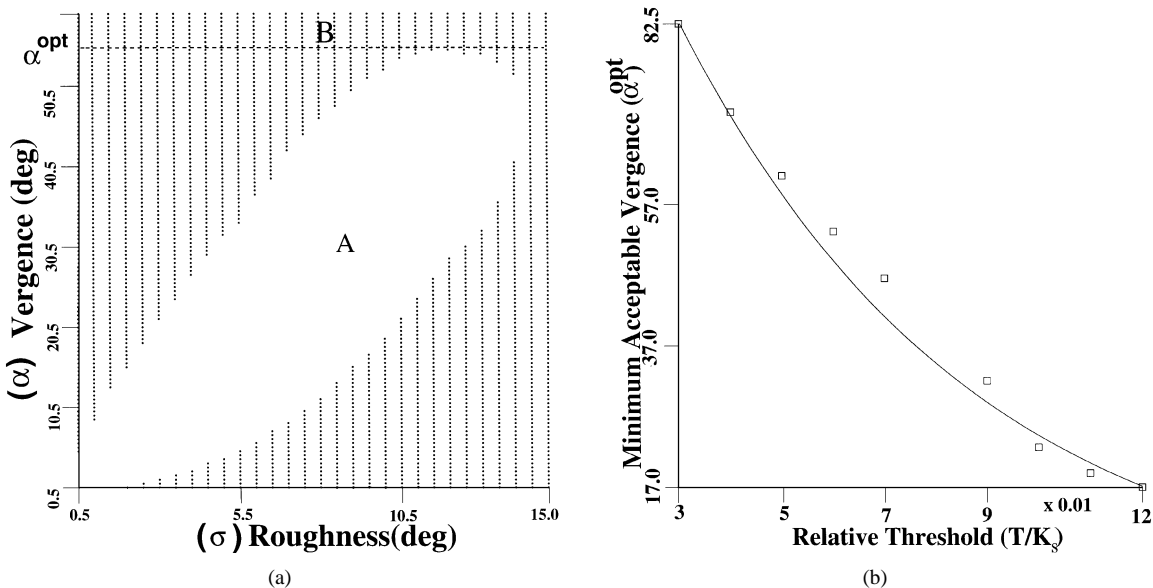 B
α opt
50.5
40.5
30.5
20.5
10.5
0.5
(α) Vergence (deg)
A
0.5
5.5
10.5
15.0
(σ) Roughness(deg)
(a)
82.5
57.0
37.0
17.0
Minimum Acceptable Vergence (α opt)
3
5
7
9
12
x 0.01
Relative Threshold (T/Ks)
(b)